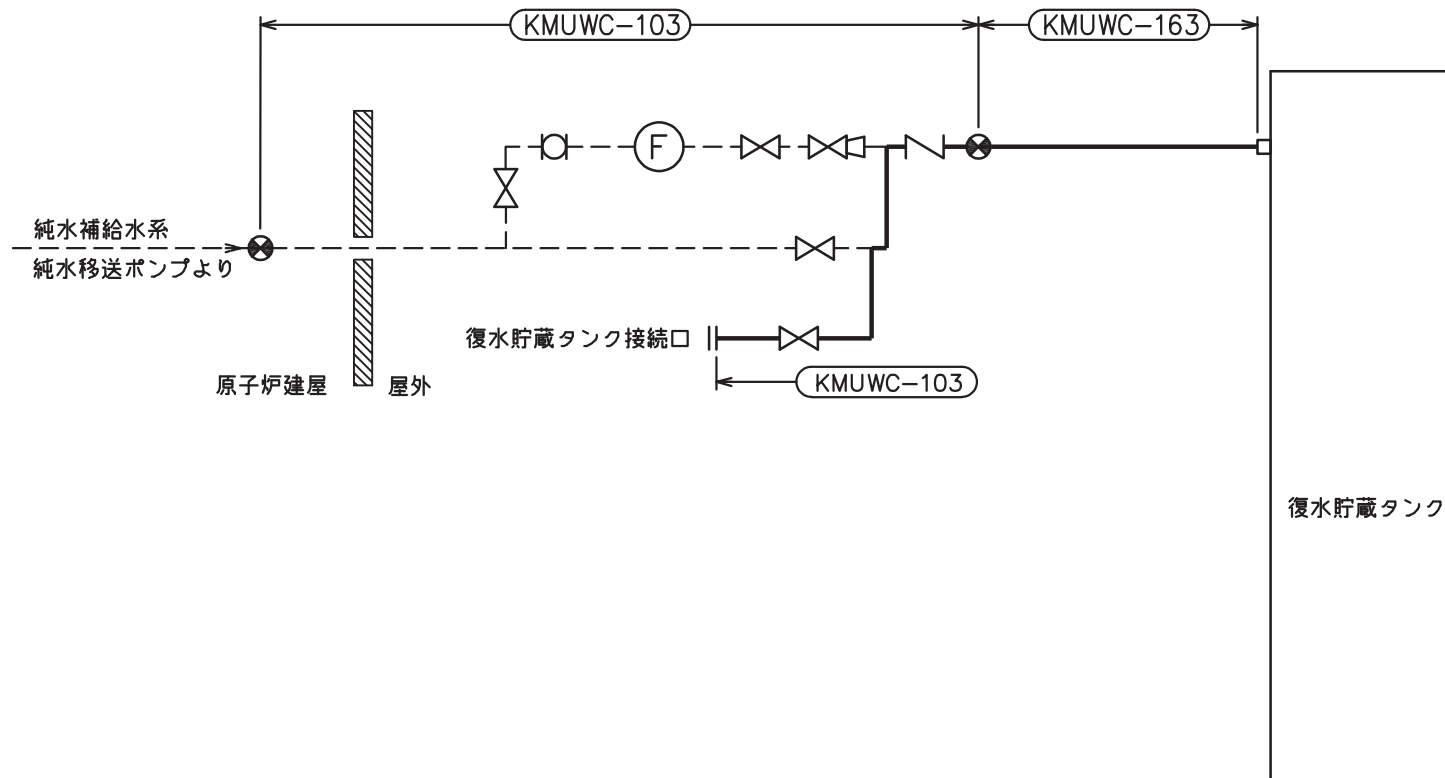 KMUWC-103
KMUWC-163
F
純水補給水系
純水移送ポンプより
復水貯蔵タンク接続口
原子炉建屋
屋外
KMUWC-103
復水貯蔵タンク